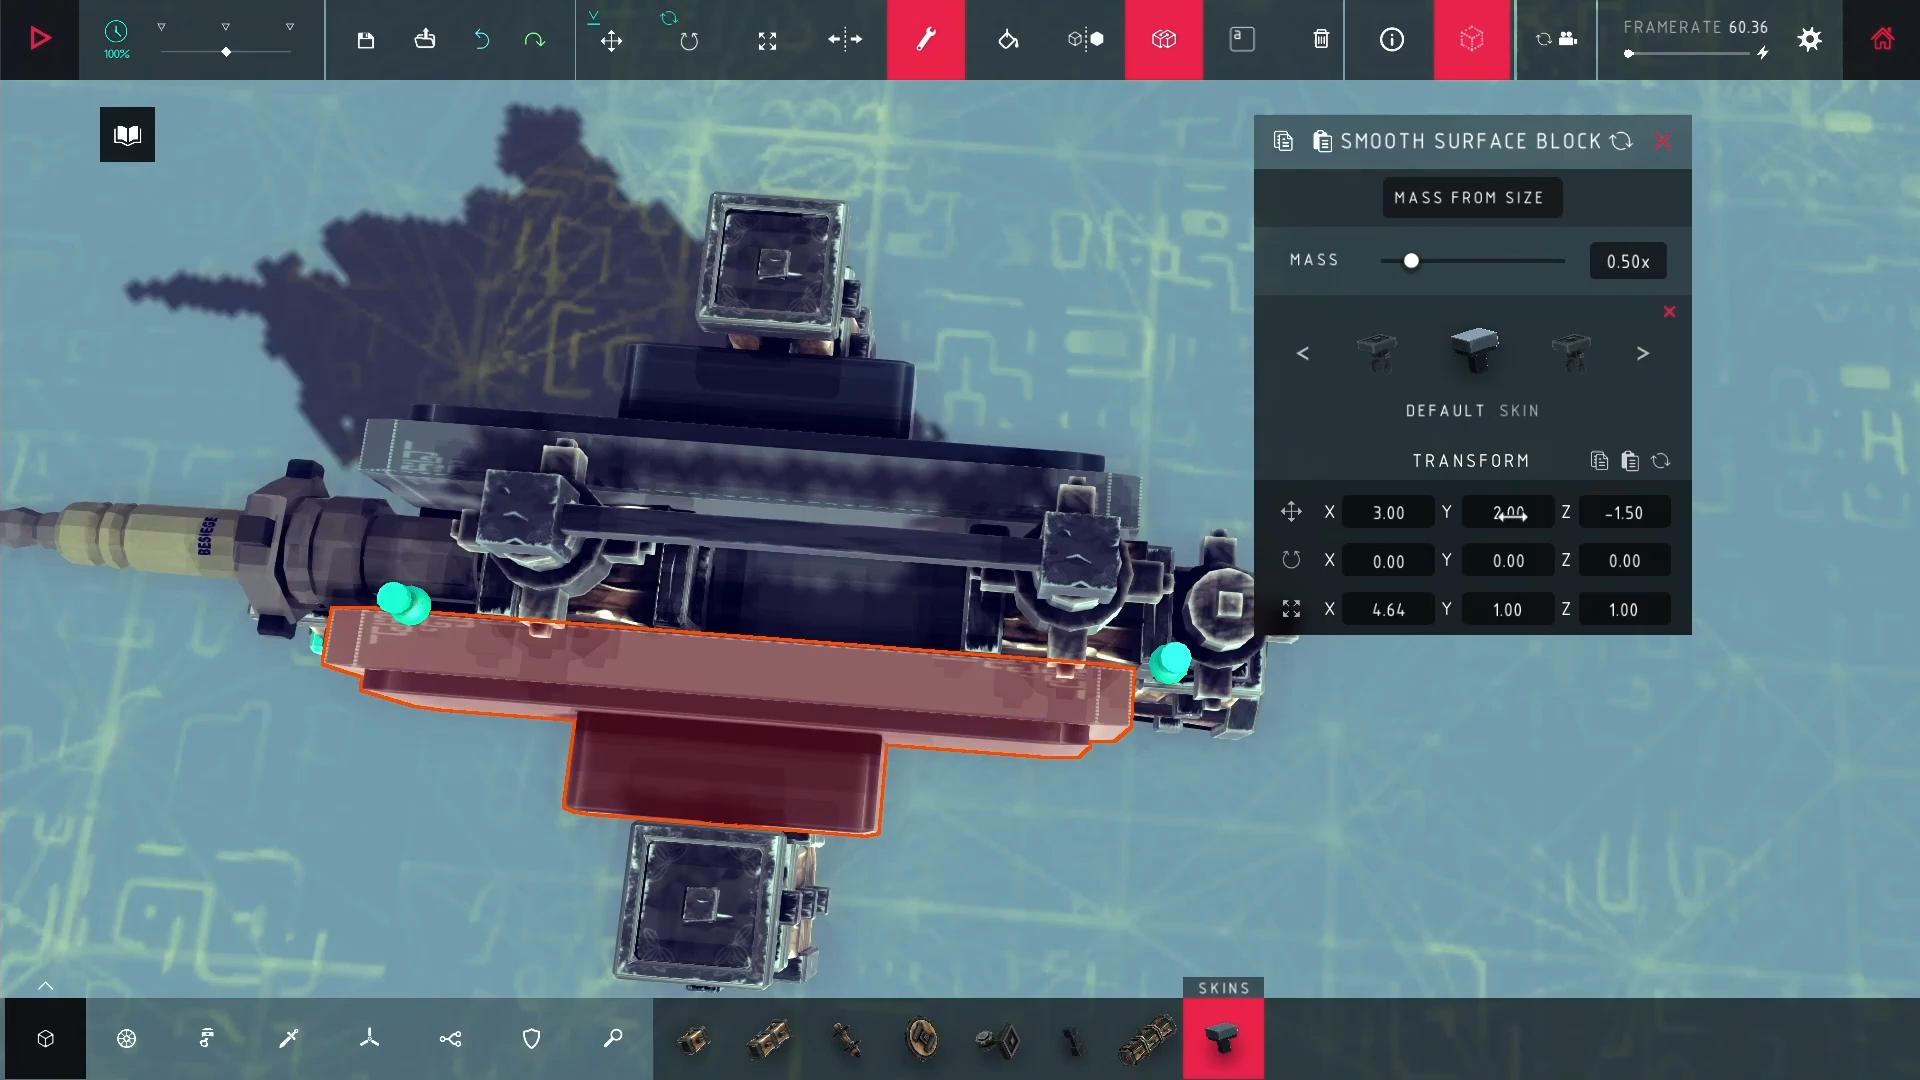 FRAMERATE 60.36
100%
a
SMOOTH SURFACE BLOCK
MASS FROM SIZE
MASS 0.50x
< >
DEFAULT SKIN
TRANSFORM
X 3.00 Y 2.00 Z -1.50
X 0.00 Y 0.00 Z 0.00
X 4.64 Y 1.00 Z 1.00
BESIEGE
SKINS